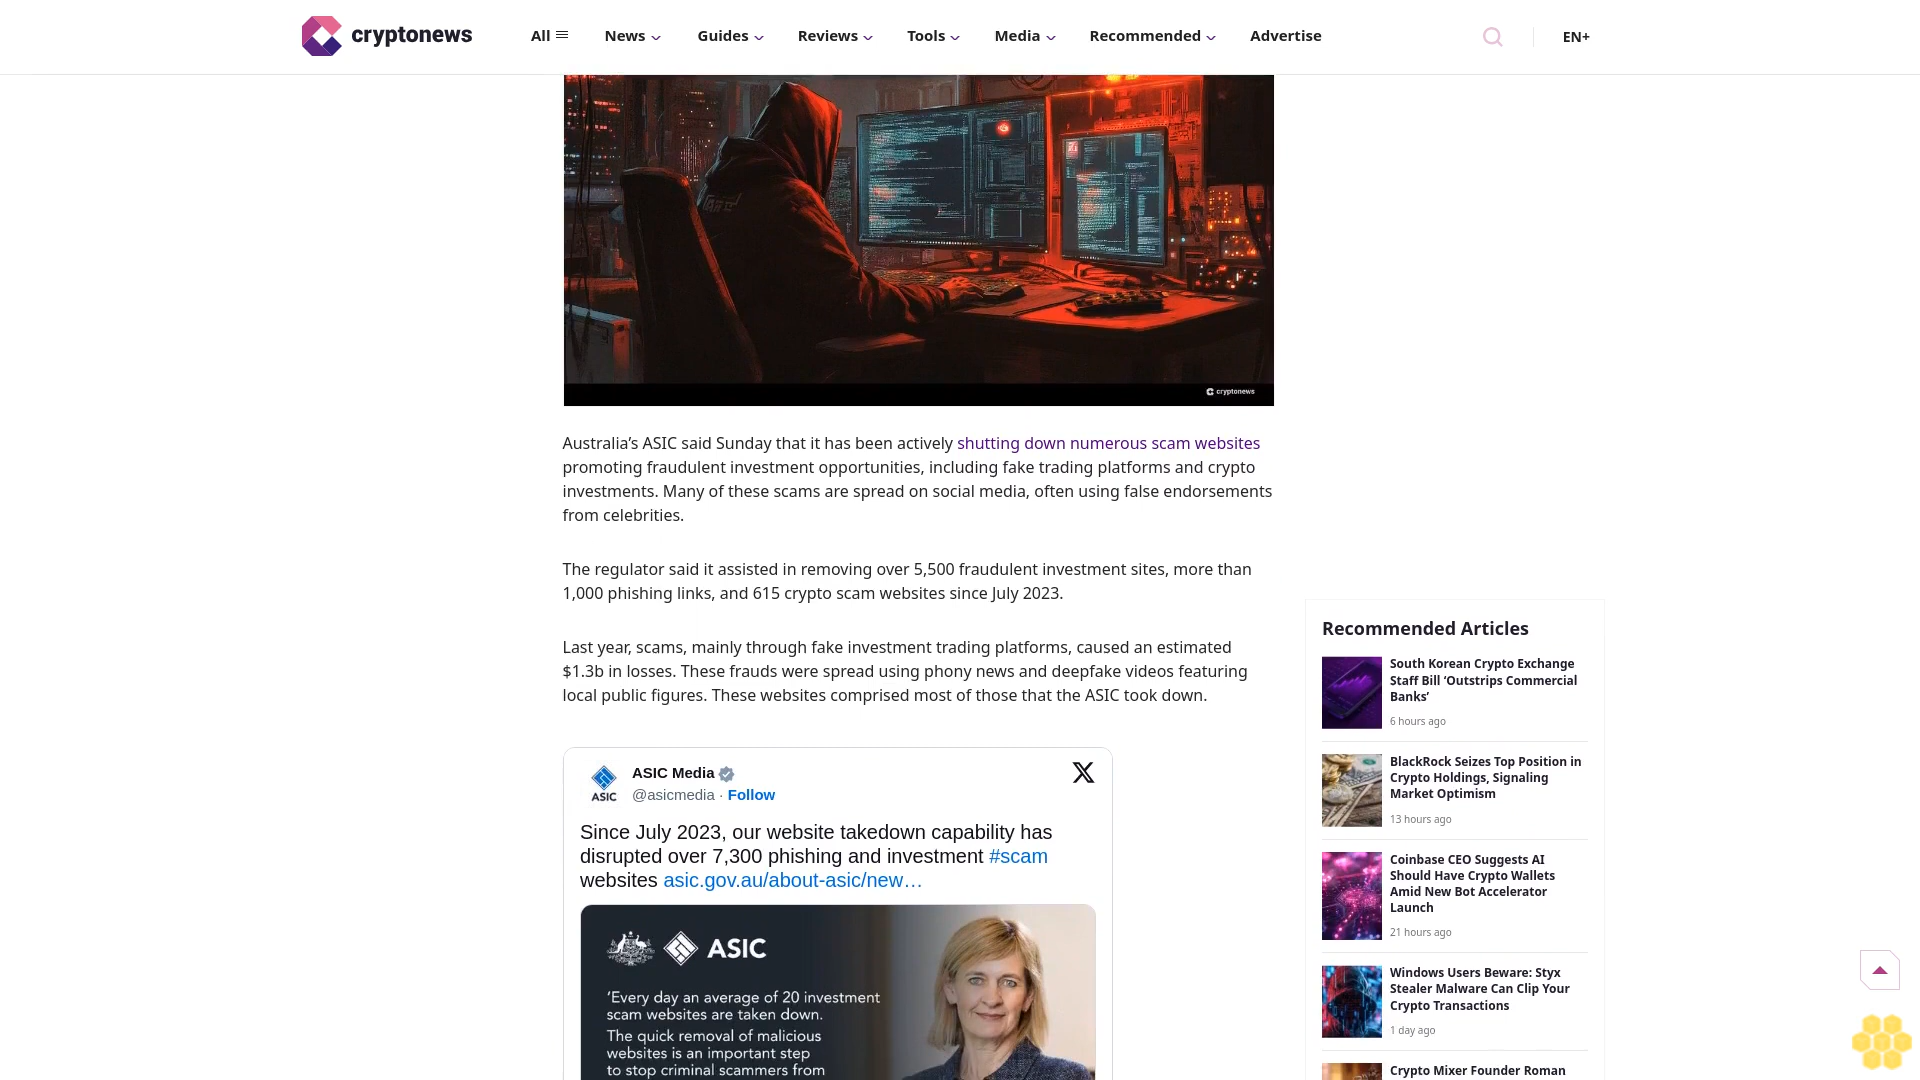 cryptonews
All
News
Guides
Reviews
Tools
Media
Recommended
Advertise
EN+
cryptonews
Australia’s ASIC said Sunday that it has been actively shutting down numerous scam websites
promoting fraudulent investment opportunities, including fake trading platforms and crypto
investments. Many of these scams are spread on social media, often using false endorsements
from celebrities.
The regulator said it assisted in removing over 5,500 fraudulent investment sites, more than
1,000 phishing links, and 615 crypto scam websites since July 2023.
Last year, scams, mainly through fake investment trading platforms, caused an estimated
$1.3b in losses. These frauds were spread using phony news and deepfake videos featuring
local public figures. These websites comprised most of those that the ASIC took down.
ASIC
ASIC Media
@asicmedia · Follow
Since July 2023, our website takedown capability has
disrupted over 7,300 phishing and investment #scam
websites asic.gov.au/about-asic/new…
ASIC
‘Every day an average of 20 investment
scam websites are taken down.
The quick removal of malicious
websites is an important step
to stop criminal scammers from
Recommended Articles
South Korean Crypto Exchange
Staff Bill ‘Outstrips Commercial
Banks’
6 hours ago
BlackRock Seizes Top Position in
Crypto Holdings, Signaling
Market Optimism
13 hours ago
Coinbase CEO Suggests AI
Should Have Crypto Wallets
Amid New Bot Accelerator
Launch
21 hours ago
Windows Users Beware: Styx
Stealer Malware Can Clip Your
Crypto Transactions
1 day ago
Crypto Mixer Founder Roman